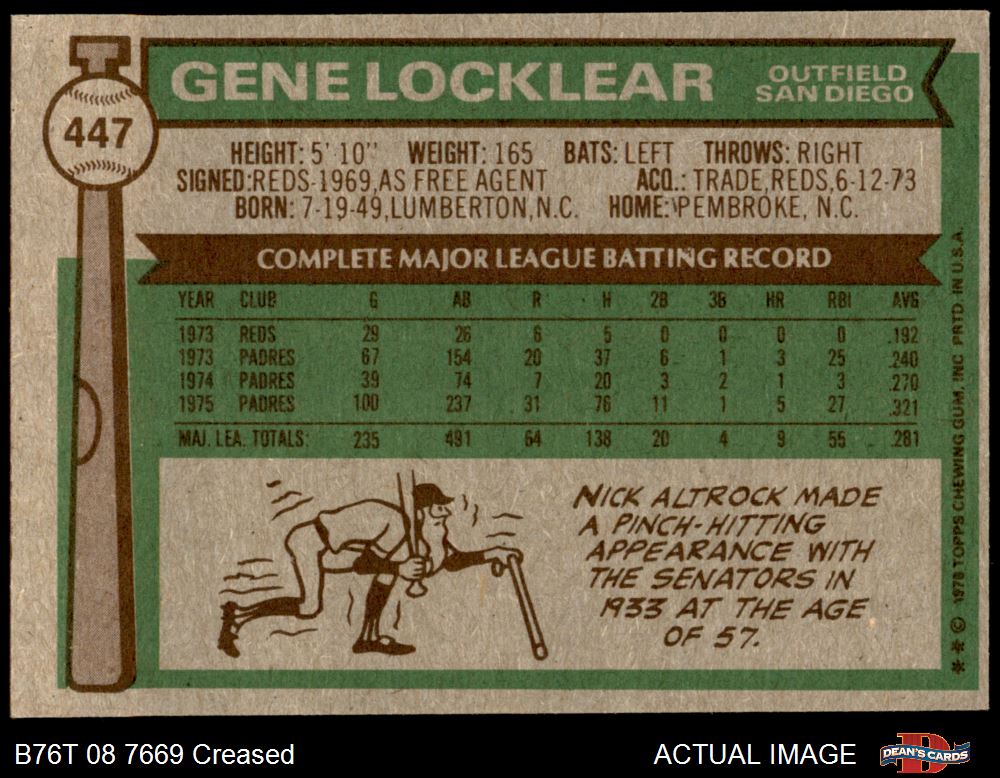 GENE LOCKLEAR
OUTFIELD
SAN DIEGO
447
HEIGHT: 5' 10" WEIGHT: 165 BATS: LEFT THROWS: RIGHT
SIGNED: REDS-1969, AS FREE AGENT ACQ.: TRADE, REDS, 6-12-73
BORN: 7-19-49, LUMBERTON, N.C. HOME: PEMBROKE, N.C.
COMPLETE MAJOR LEAGUE BATTING RECORD
YEAR CLUB G AB R H 2B 3B HR RBI AVG
1973 REDS 29 26 6 5 0 0 0 0 .192
1973 PADRES 67 154 20 37 6 1 3 25 .240
1974 PADRES 39 74 7 20 3 2 1 3 .270
1975 PADRES 100 237 31 76 11 1 5 27 .321
MAJ. LEA. TOTALS: 235 491 64 138 20 4 9 55 .281
NICK ALTROCK MADE
A PINCH-HITTING
APPEARANCE WITH
THE SENATORS IN
1933 AT THE AGE
OF 57.
** © 1976 TOPPS CHEWING GUM, INC PRTD. IN U.S.A.
B76T 08 7669 Creased
ACTUAL IMAGE
DEAN'S CARDS